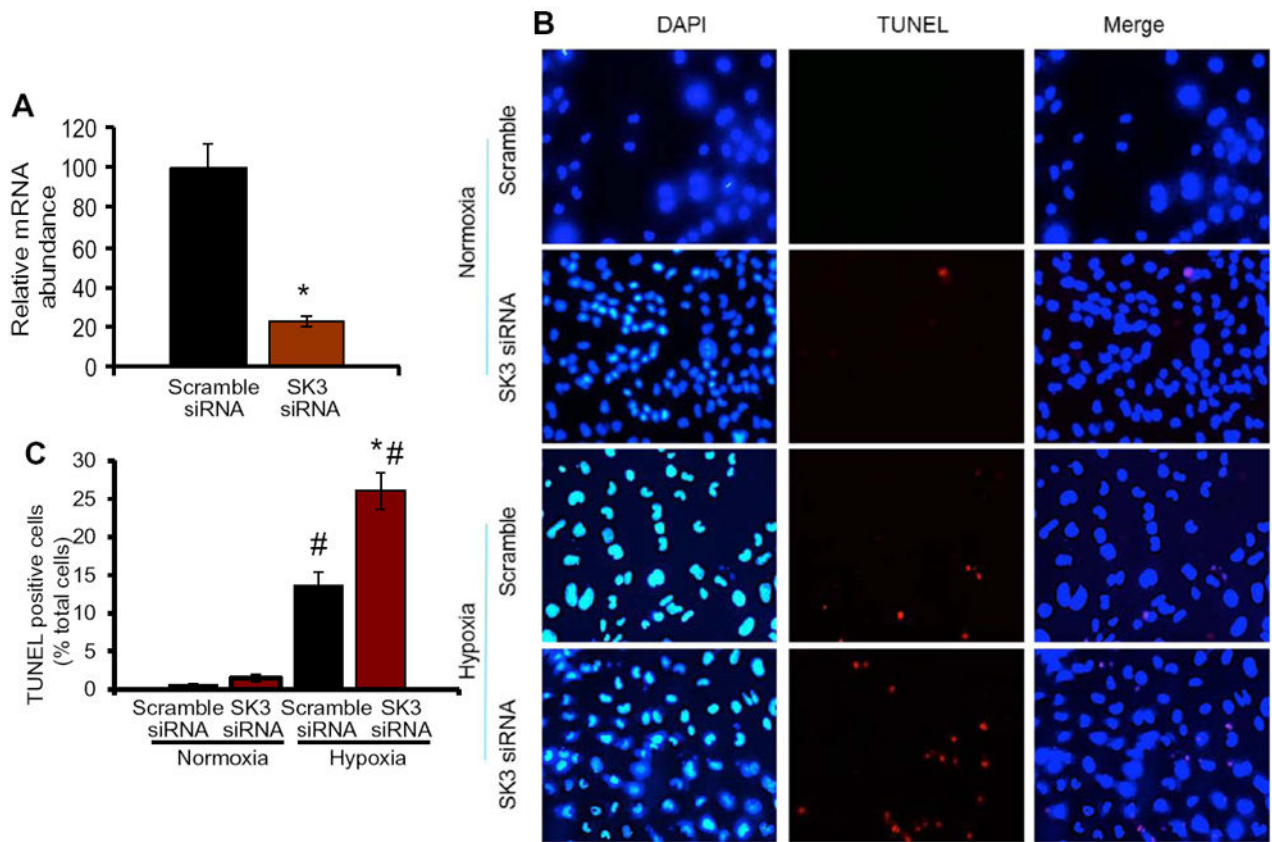 A
Relative mRNA
abundance
120
100
80
60
40
20
0
*
Scramble
siRNA
SK3
siRNA
B
DAPI
TUNEL
Merge
Normoxia
Scramble
SK3 siRNA
Hypoxia
Scramble
SK3 siRNA
C
TUNEL positive cells
(% total cells)
30
25
20
15
10
5
0
#
*#
Scramble
siRNA
SK3
siRNA
Scramble
siRNA
SK3
siRNA
Normoxia
Hypoxia